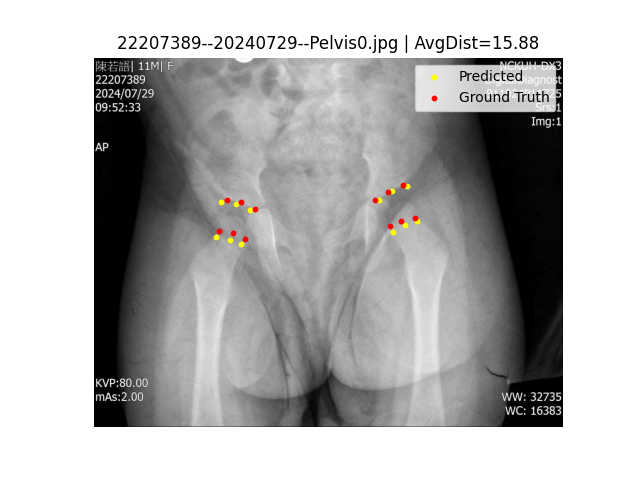 22207389--20240729--Pelvis0.jpg | AvgDist=15.88
陳若語| 11M| F
22207389
2024/07/29
09:52:33
AP
Predicted
Ground Truth
Srs:1
Img:1
KVP:80.00
mAs:2.00
WW: 32735
WC: 16383